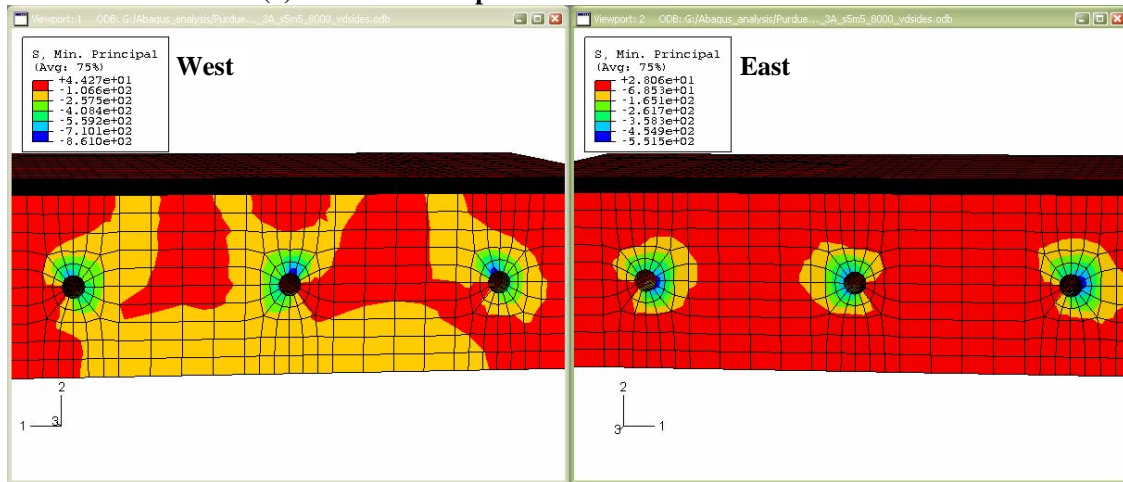 Viewport: 1 ODB: G:/Abaqus_analysis/Purdue..._3A_s5m5_8000_vdsides.odb
S, Min. Principal
(Avg: 75%)
+4.427e+01
-1.066e+02
-2.575e+02
-4.084e+02
-5.592e+02
-7.101e+02
-8.610e+02
West
2
3
1
Viewport: 2 ODB: G:/Abaqus_analysis/Purdue..._3A_s5m5_8000_vdsides.odb
S, Min. Principal
(Avg: 75%)
+2.806e+01
-6.853e+01
-1.651e+02
-2.617e+02
-3.583e+02
-4.549e+02
-5.515e+02
East
2
3
1